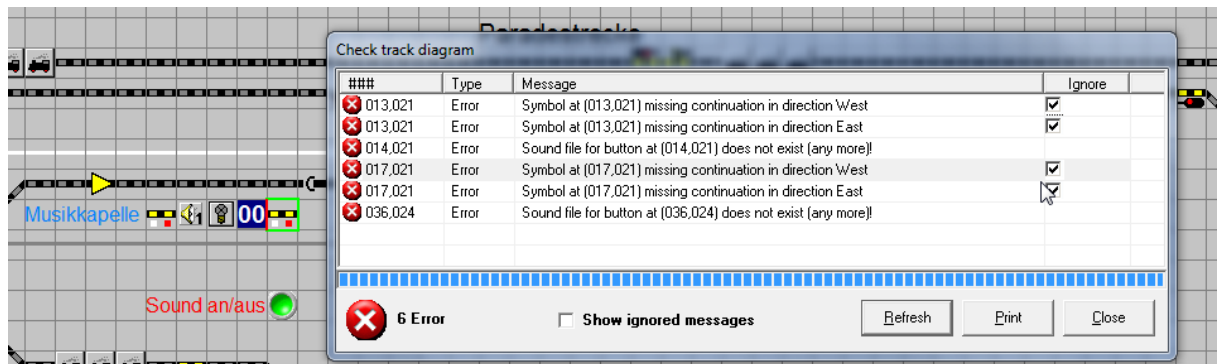 Paradestrecke
Check track diagram
### Type Message Ignore
013,021 Error Symbol at (013,021) missing continuation in direction West
013,021 Error Symbol at (013,021) missing continuation in direction East
014,021 Error Sound file for button at (014,021) does not exist (any more)!
017,021 Error Symbol at (017,021) missing continuation in direction West
017,021 Error Symbol at (017,021) missing continuation in direction East
036,024 Error Sound file for button at (036,024) does not exist (any more)!
Musikkapelle 1 00
Sound an/aus
6 Error Show ignored messages Refresh Print Close